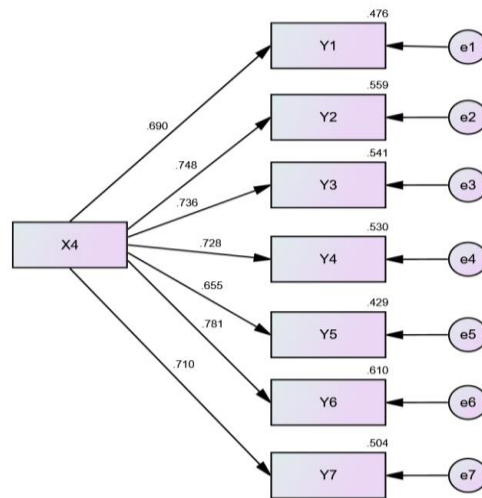 .476
Y1
e1
.690
.559
Y2
e2
.748
.541
Y3
e3
.736
X4
.728
.530
Y4
e4
.655
.429
Y5
e5
.781
.610
Y6
e6
.710
.504
Y7
e7